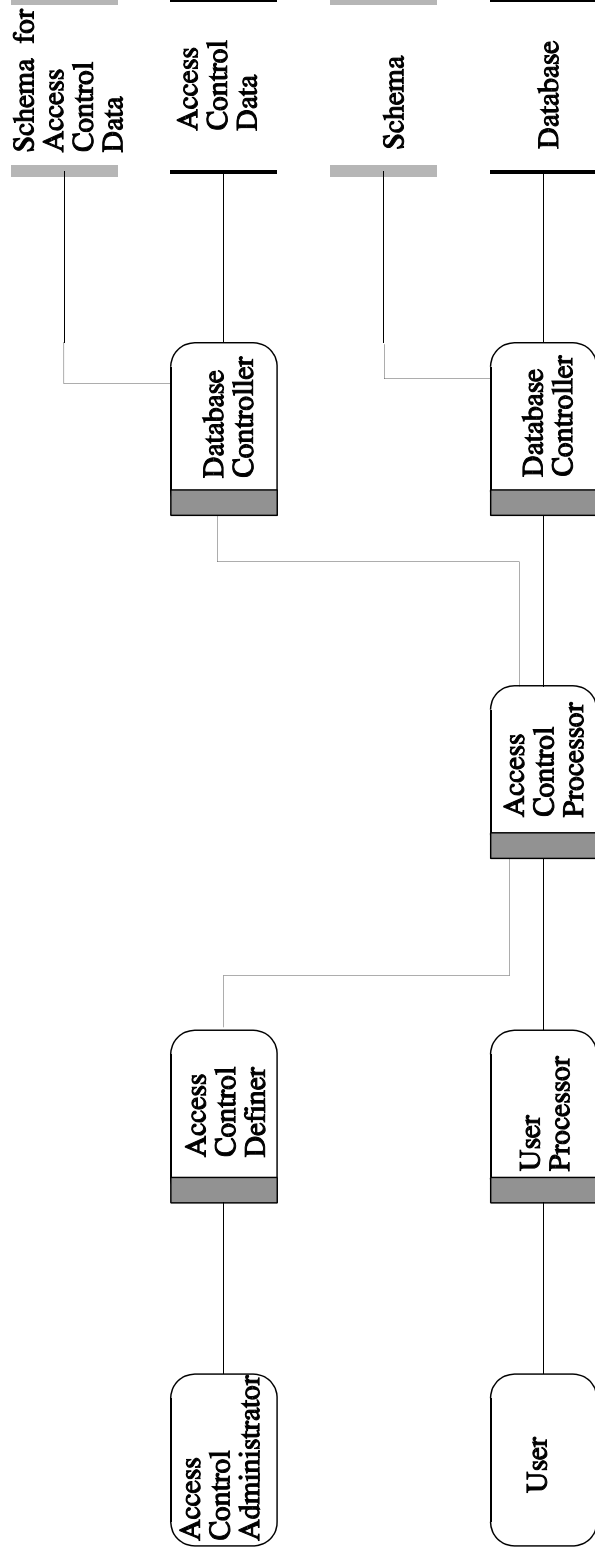 Schema for
Access
Control
Data
Access
Control
Data
Schema
Database
Database
Controller
Database
Controller
Access
Control
Processor
Access
Control
Definer
User
Processor
Access
Control
Administrator
User